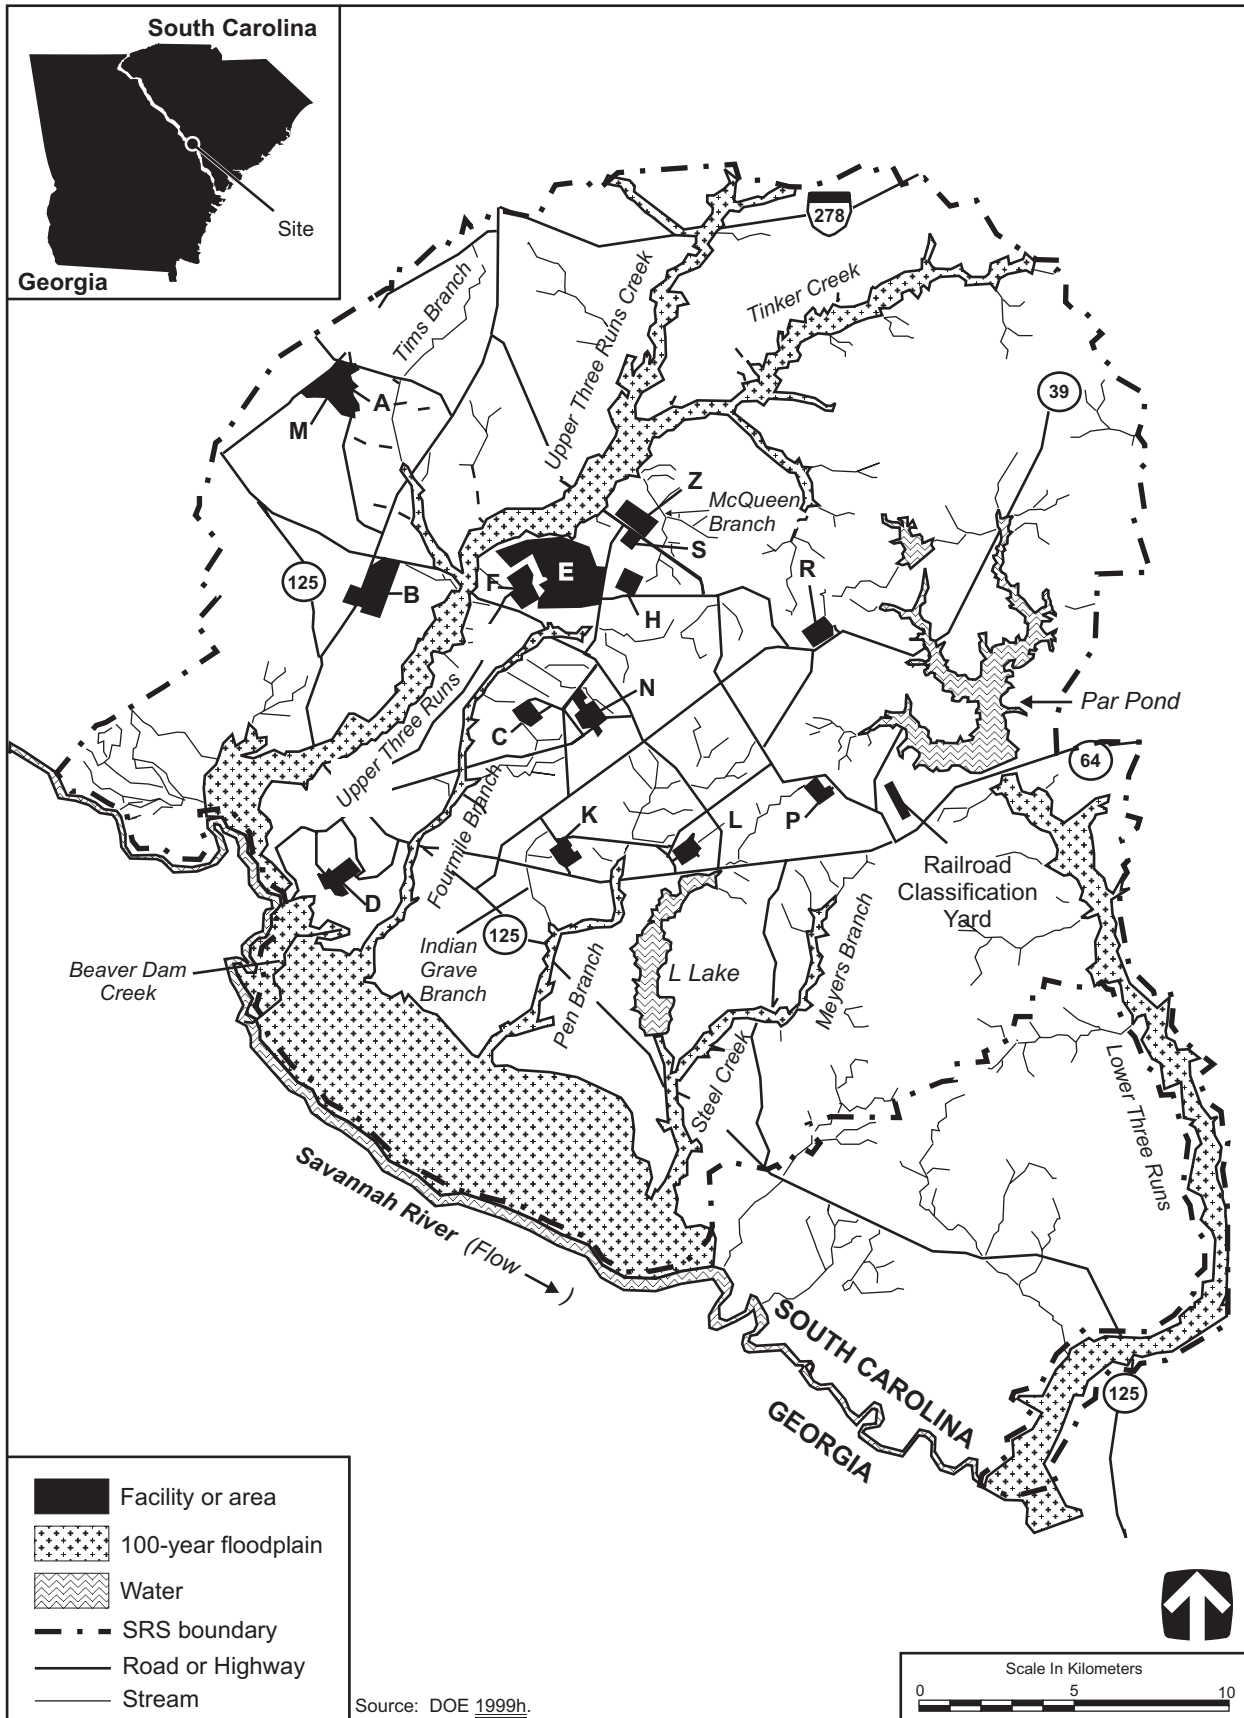 South Carolina
Site
Georgia
278
Tims Branch
Upper Three Runs Creek
Tinker Creek
39
A
M
Z
McQueen
Branch
S
R
125
B
F
E
H
Upper Three Runs
N
C
Par Pond
64
Fourmile Branch
K
L
P
Railroad
Classification
Yard
D
125
Indian
Grave
Branch
Beaver Dam
Creek
Pen Branch
L Lake
Meyers Branch
Steel Creek
Lower Three Runs
Savannah River (Flow → )
SOUTH CAROLINA
GEORGIA
125
Facility or area
100-year floodplain
Water
SRS boundary
Road or Highway
Stream
Source: DOE 1999h.
Scale In Kilometers
0 5 10